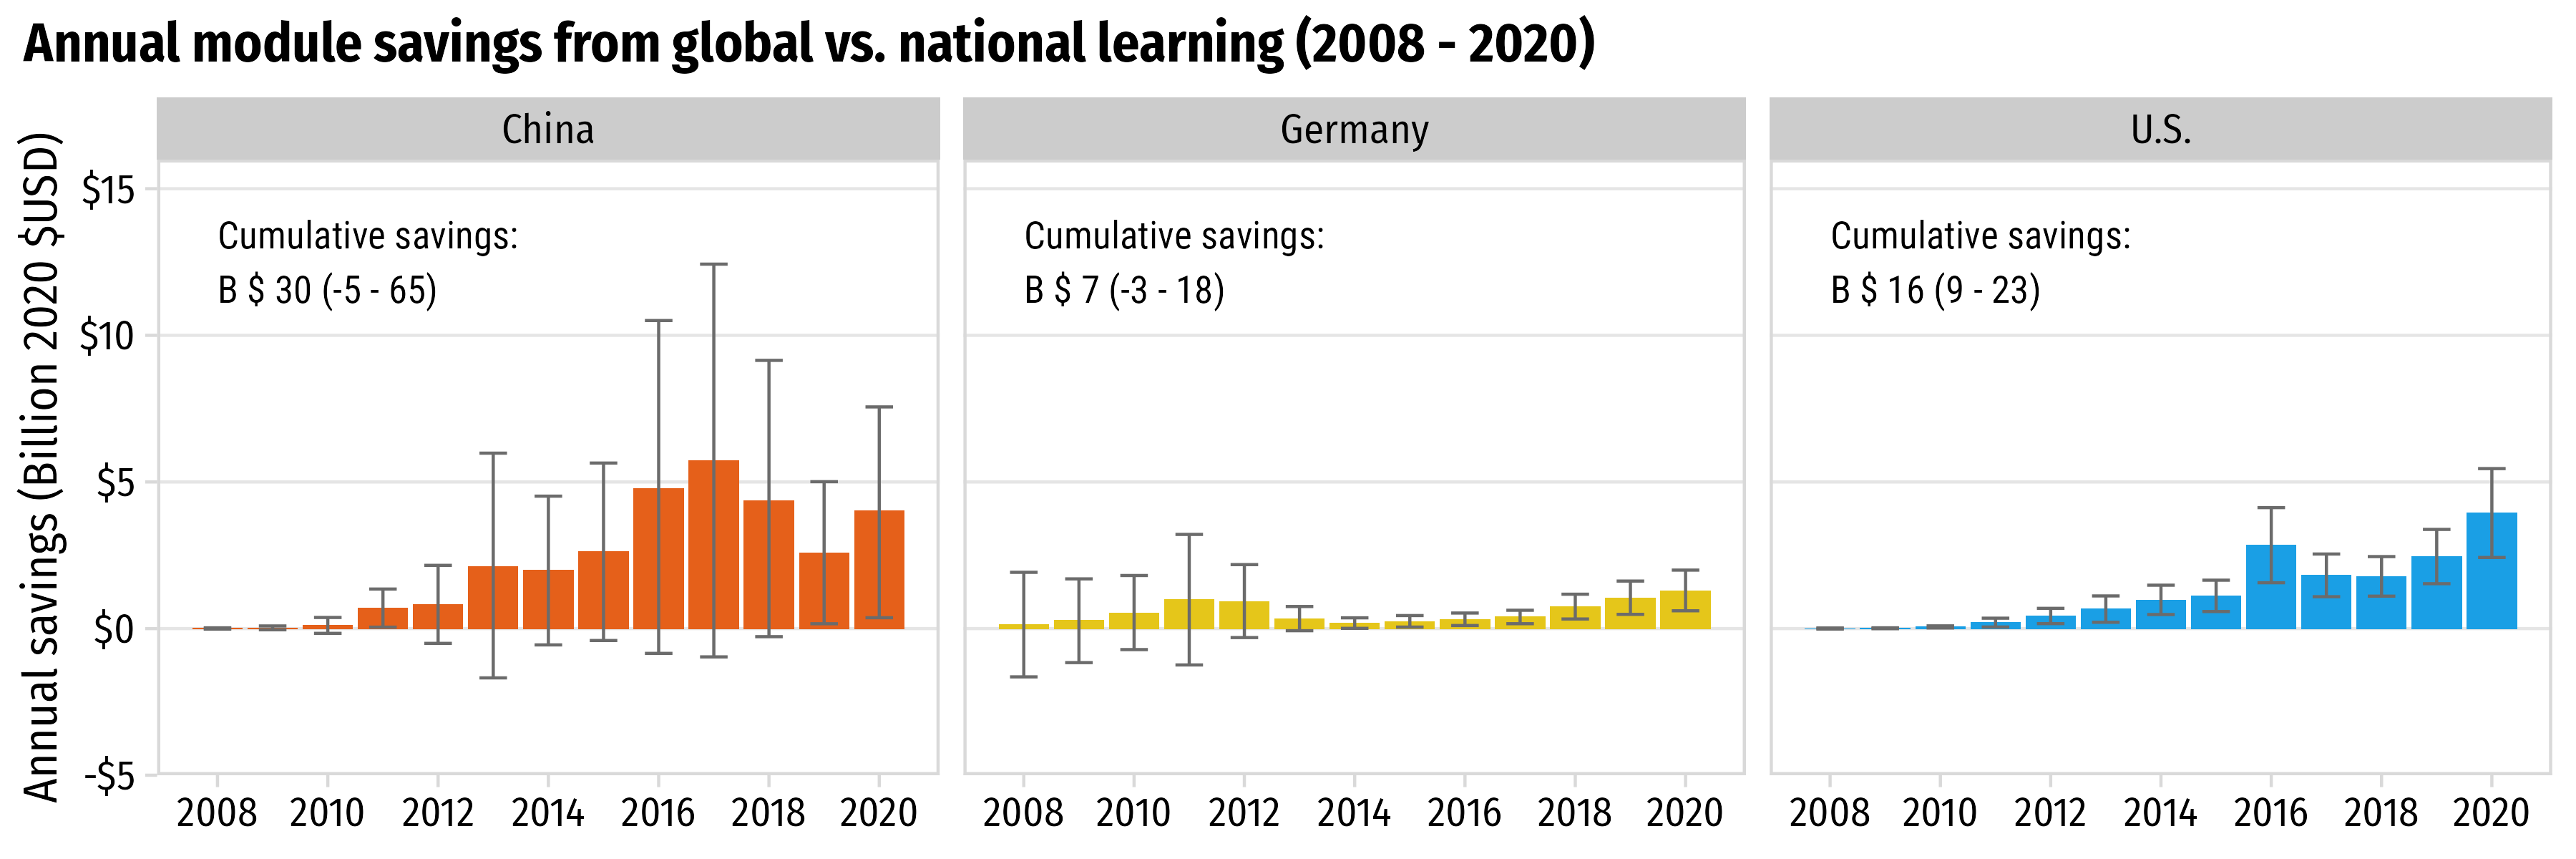 Annual module savings from global vs. national learning (2008 - 2020)
Annual savings (Billion 2020 $USD)
China
Germany
U.S.
$15
$10
$5
$0
-$5
Cumulative savings:
B $ 30 (-5 - 65)
Cumulative savings:
B $ 7 (-3 - 18)
Cumulative savings:
B $ 16 (9 - 23)
2008 2010 2012 2014 2016 2018 2020
2008 2010 2012 2014 2016 2018 2020
2008 2010 2012 2014 2016 2018 2020